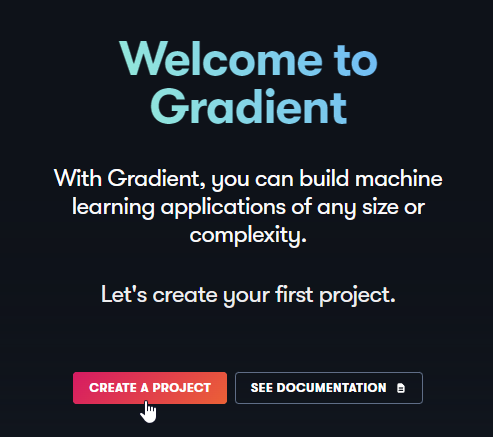 Welcome to
Gradient
With Gradient, you can build machine
learning applications of any size or
complexity.
Let's create your first project.
CREATE A PROJECT
SEE DOCUMENTATION